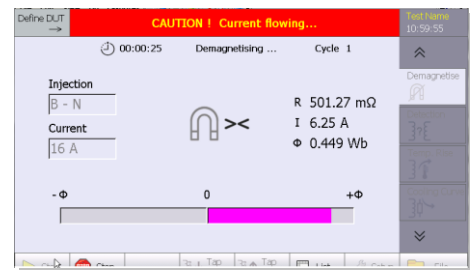 Define DUT
CAUTION ! Current flowing...
Test Name
10:59:55
00:00:25 Demagnetising ... Cycle 1
Demagnetise
Injection
B - N
R 501.27 mΩ
I 6.25 A
Φ 0.449 Wb
Current
16 A
- Φ 0 +Φ
Stop
Tap
Tap
File